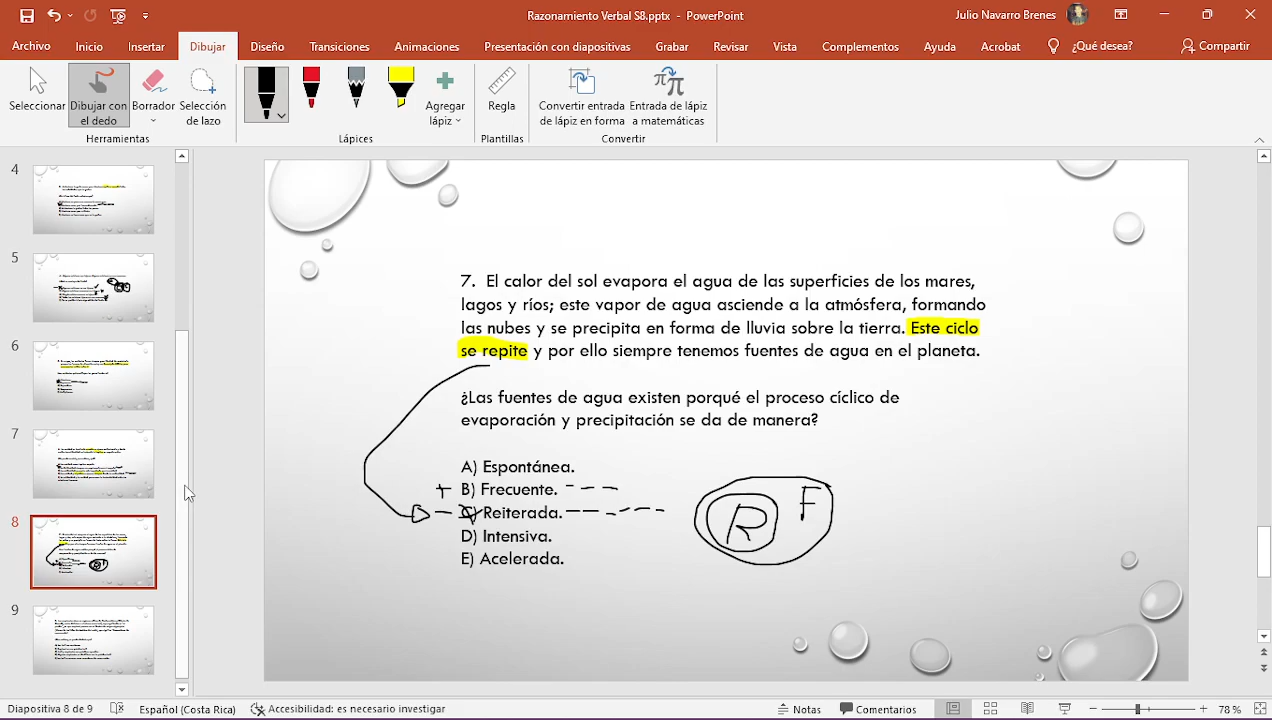 Razonamiento Verbal S8.pptx - PowerPoint
Julio Navarro Brenes
Archivo Inicio Insertar Dibujar Diseño Transiciones Animaciones Presentación con diapositivas Grabar Revisar Vista Complementos Ayuda Acrobat ¿Qué desea? Compartir
Seleccionar
Dibujar con
el dedo
Borrador
Selección
de lazo
Herramientas
Agregar
lápiz
Lápices
Regla
Plantillas
Convertir entrada
de lápiz en forma
Entrada de lápiz
a matemáticas
Convertir
4
5
6
7
8
9
7. El calor del sol evapora el agua de las superficies de los mares,
lagos y ríos; este vapor de agua asciende a la atmósfera, formando
las nubes y se precipita en forma de lluvia sobre la tierra. Este ciclo
se repite y por ello siempre tenemos fuentes de agua en el planeta.
¿Las fuentes de agua existen porqué el proceso cíclico de
evaporación y precipitación se da de manera?
A) Espontánea.
+ B) Frecuente.
C) Reiterada.
D) Intensiva.
E) Acelerada.
R F
Diapositiva 8 de 9 Español (Costa Rica) Accesibilidad: es necesario investigar Notas Comentarios 78 %